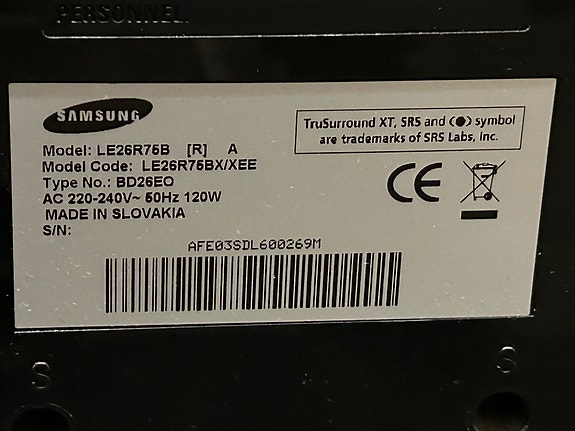 PERSONNEL.
SAMSUNG
TruSurround XT, SRS and (●) symbol
are trademarks of SRS Labs, Inc.
Model: LE26R75B [R] A
Model Code: LE26R75BX/XEE
Type No.: BD26EO
AC 220-240V~ 50Hz 120W
MADE IN SLOVAKIA
S/N:
AFE03SDL600269M
CE
S
S